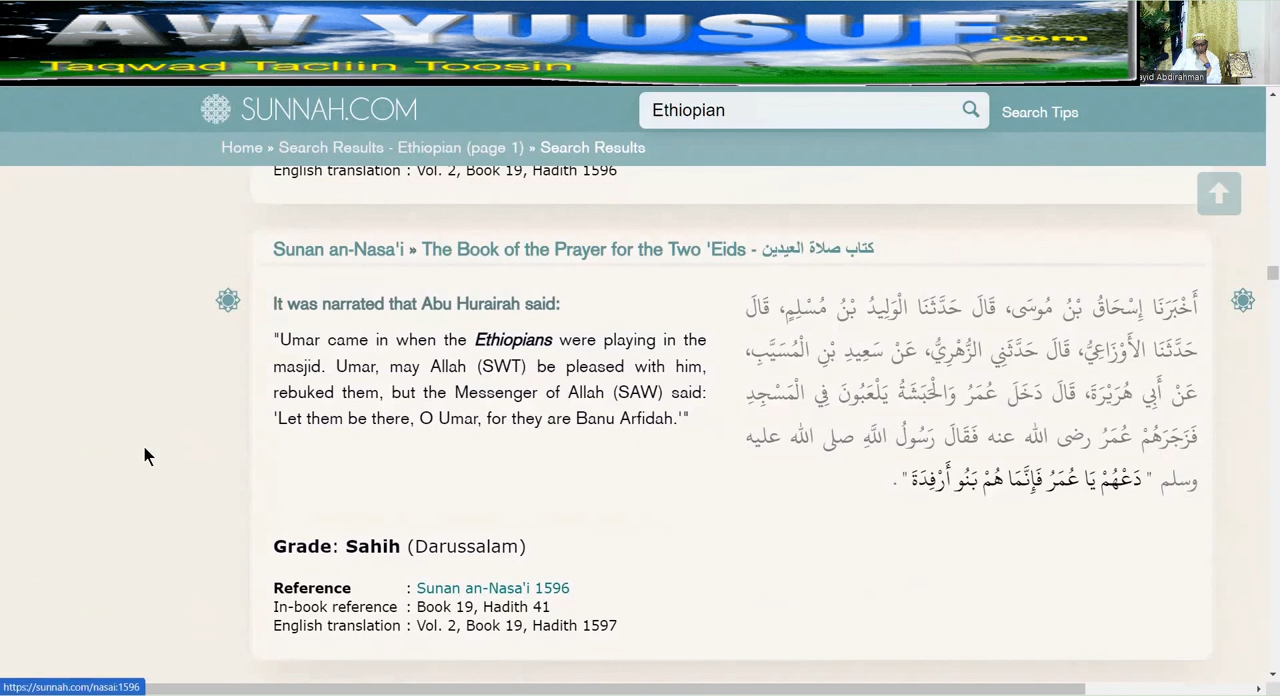 AW YUUSUF.com
Taqwad Tacliin Toosin
ayid Abdirahman
SUNNAH.COM
Ethiopian
Search Tips
Home » Search Results - Ethiopian (page 1) » Search Results
English translation : Vol. 2, Book 19, Hadith 1596
Sunan an-Nasa'i » The Book of the Prayer for the Two 'Eids - كتاب صلاة العيدين
It was narrated that Abu Hurairah said:
"Umar came in when the Ethiopians were playing in the
masjid. Umar, may Allah (SWT) be pleased with him,
rebuked them, but the Messenger of Allah (SAW) said:
'Let them be there, O Umar, for they are Banu Arfidah.'"
أَخْبَرَنَا إِسْحَاقُ بْنُ مُوسَى، قَالَ حَدَّثَنَا الْوَلِيدُ بْنُ مُسْلِمٍ، قَالَ
حَدَّثَنَا الأَوْزَاعِيُّ، قَالَ حَدَّثَنِي الزُّهْرِيُّ، عَنْ سَعِيدِ بْنِ الْمُسَيَّبِ،
عَنْ أَبِي هُرَيْرَةَ، قَالَ دَخَلَ عُمَرُ وَالْحَبَشَةُ يَلْعَبُونَ فِي الْمَسْجِدِ
فَزَجَرَهُمْ عُمَرُ رضى الله عنه فَقَالَ رَسُولُ اللَّهِ صلى الله عليه
وسلم " دَعْهُمْ يَا عُمَرُ فَإِنَّمَا هُمْ بَنُو أَرْفِدَةَ " .
Grade: Sahih (Darussalam)
Reference : Sunan an-Nasa'i 1596
In-book reference : Book 19, Hadith 41
English translation : Vol. 2, Book 19, Hadith 1597
https://sunnah.com/nasai:1596